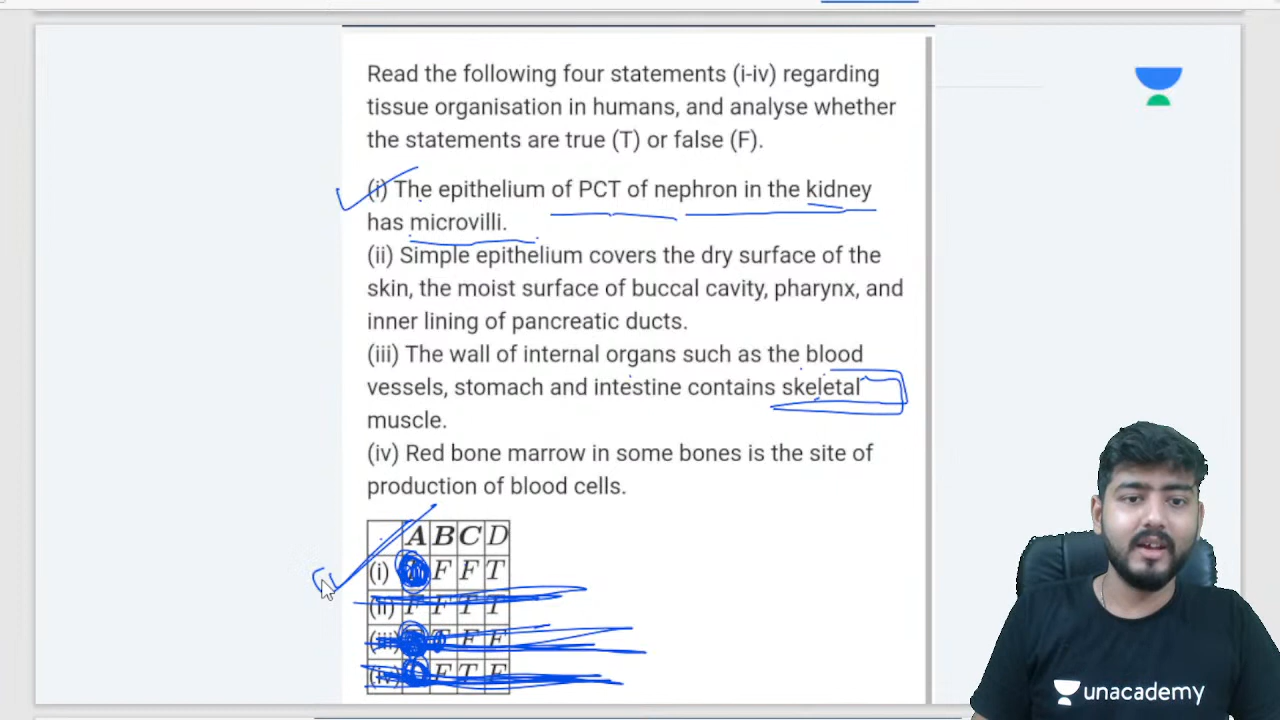 Read the following four statements (i-iv) regarding
tissue organisation in humans, and analyse whether
the statements are true (T) or false (F).
(i) The epithelium of PCT of nephron in the kidney
has microvilli.
(ii) Simple epithelium covers the dry surface of the
skin, the moist surface of buccal cavity, pharynx, and
inner lining of pancreatic ducts.
(iii) The wall of internal organs such as the blood
vessels, stomach and intestine contains skeletal
muscle.
(iv) Red bone marrow in some bones is the site of
production of blood cells.
A B C D
(i) F F T
(ii) F F T T
(iii) F F
(iv) F T F
unacademy